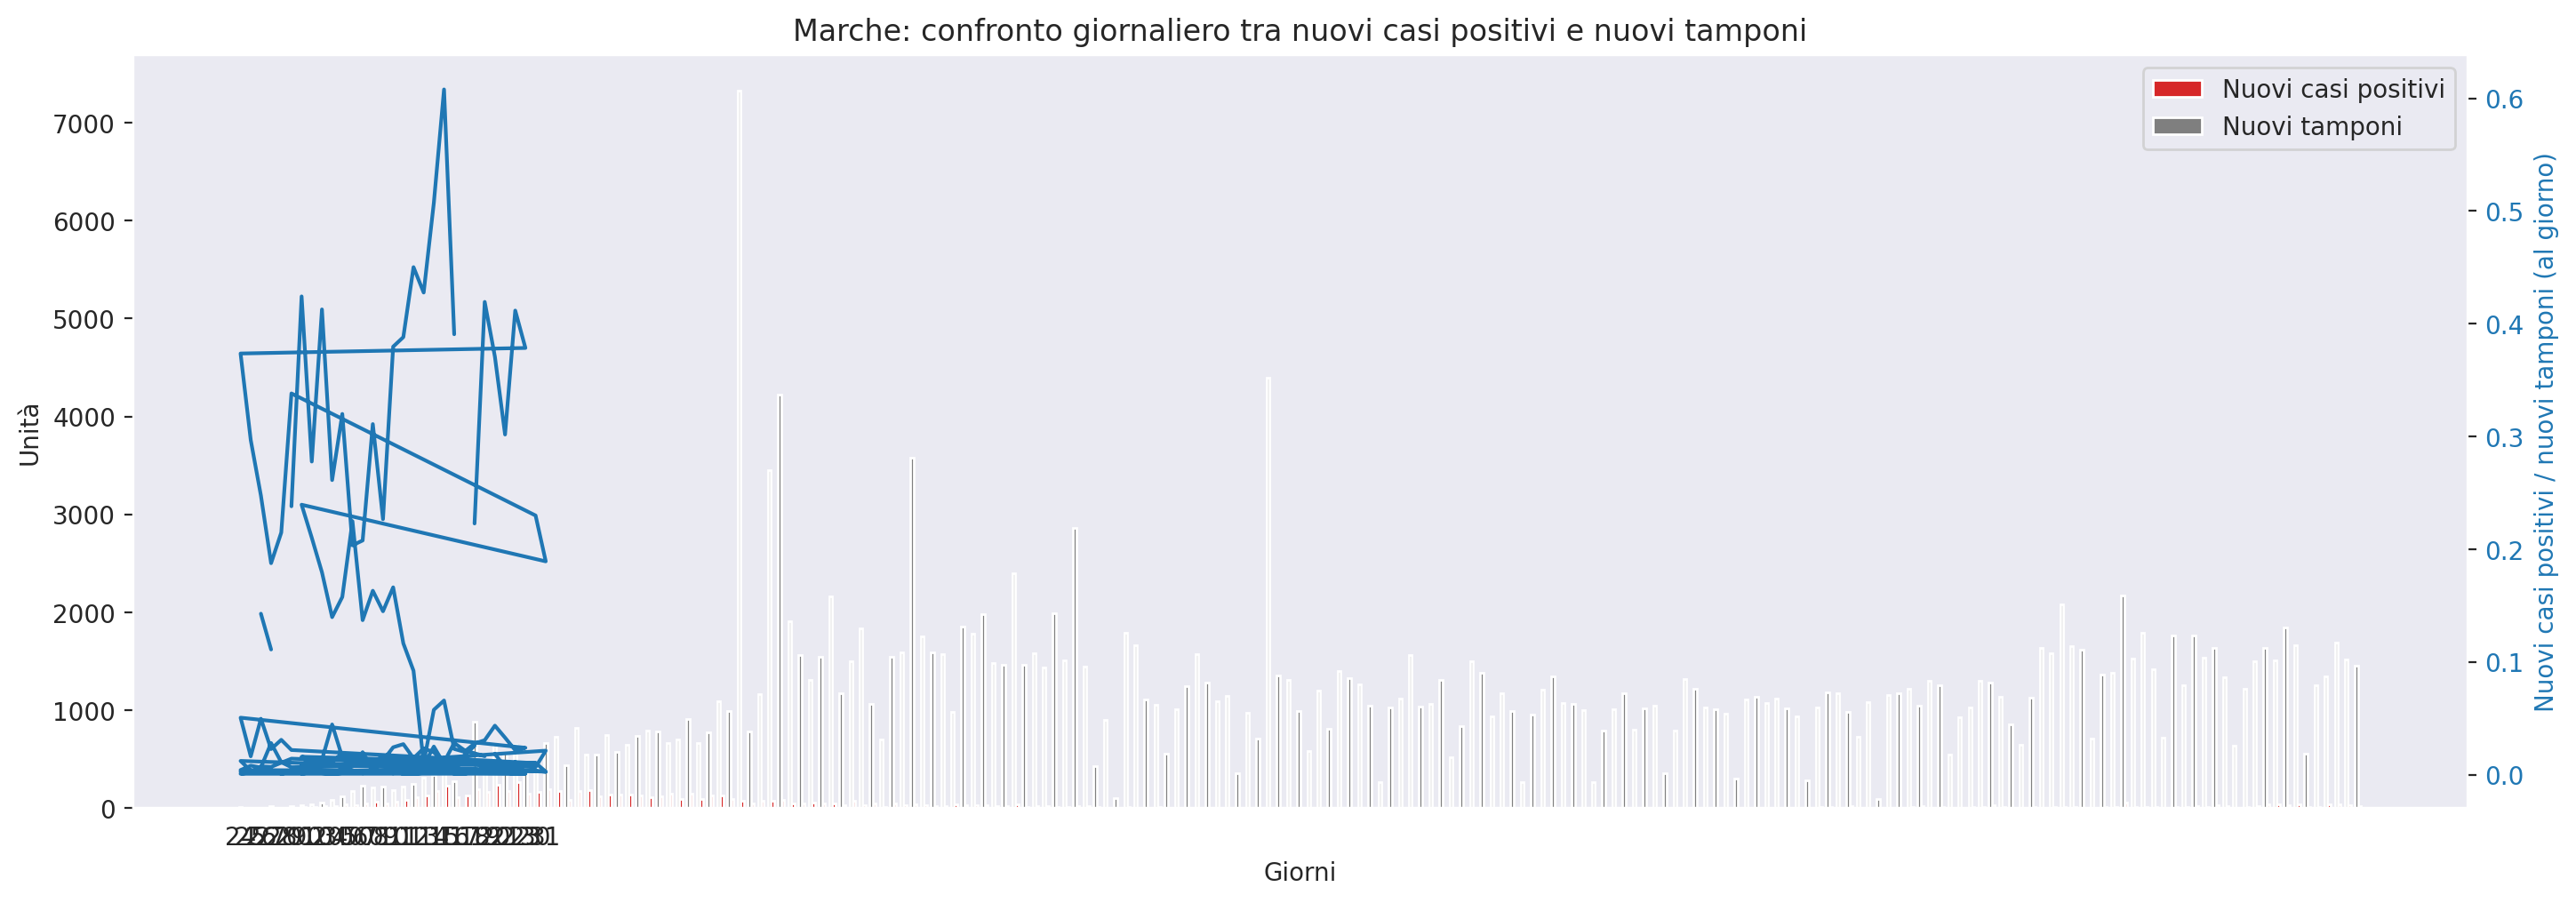 Marche: confronto giornaliero tra nuovi casi positivi e nuovi tamponi
Nuovi casi positivi
Nuovi tamponi
7000
6000
5000
4000
3000
2000
1000
0
Unità
0.6
0.5
0.4
0.3
0.2
0.1
0.0
Nuovi casi positivi / nuovi tamponi (al giorno)
Giorni